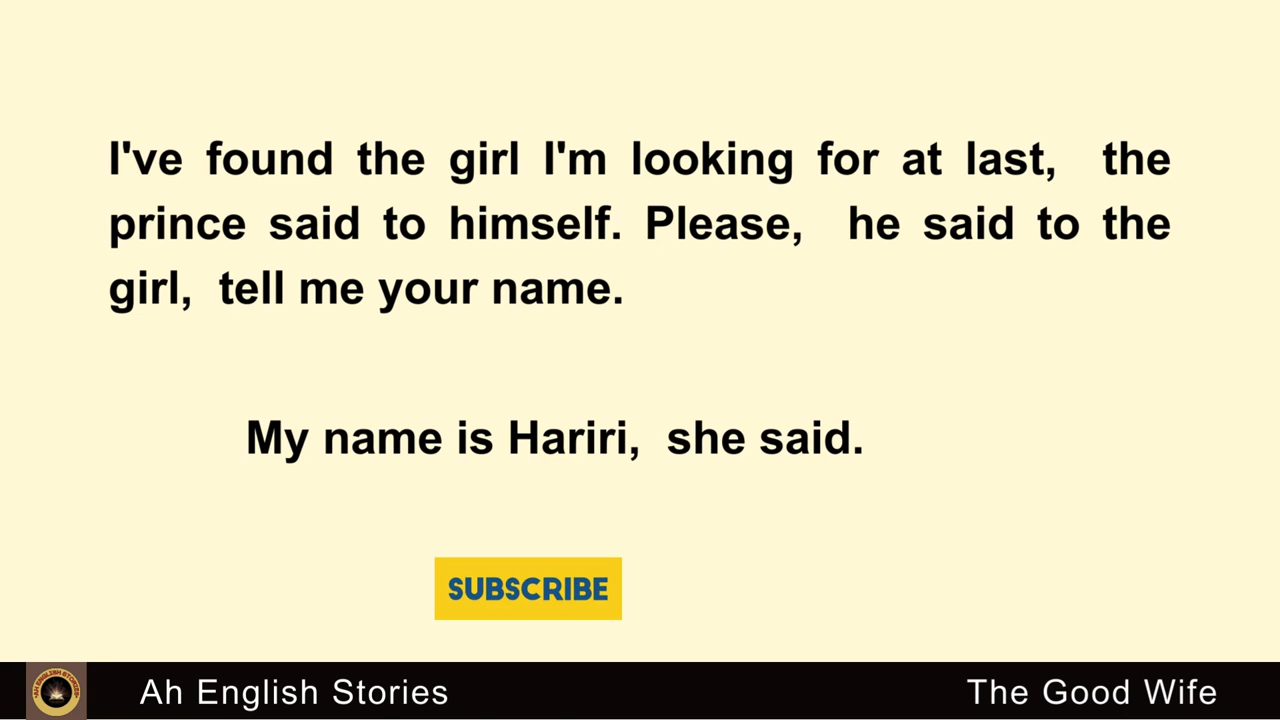 I've found the girl I'm looking for at last, the
prince said to himself. Please, he said to the
girl, tell me your name.
My name is Hariri, she said.
SUBSCRIBE
Ah English Stories
The Good Wife